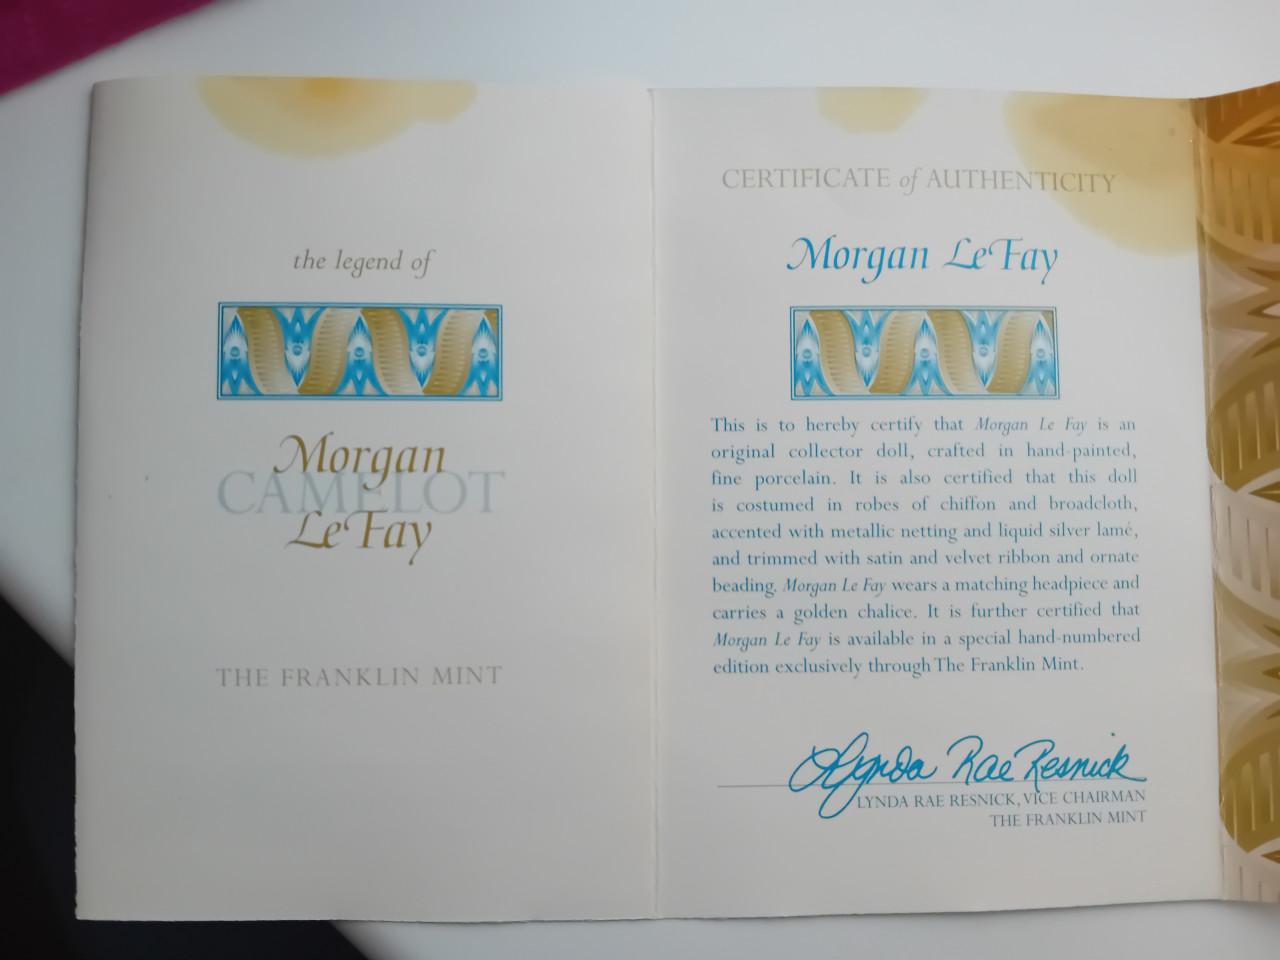 the legend of
Morgan
CAMELOT
Le Fay
THE FRANKLIN MINT
CERTIFICATE of AUTHENTICITY
Morgan Le Fay
This is to hereby certify that Morgan Le Fay is an
original collector doll, crafted in hand-painted,
fine porcelain. It is also certified that this doll
is costumed in robes of chiffon and broadcloth,
accented with metallic netting and liquid silver lamé,
and trimmed with satin and velvet ribbon and ornate
beading. Morgan Le Fay wears a matching headpiece and
carries a golden chalice. It is further certified that
Morgan Le Fay is available in a special hand-numbered
edition exclusively through The Franklin Mint.
Lynda Rae Resnick
LYNDA RAE RESNICK, VICE CHAIRMAN
THE FRANKLIN MINT